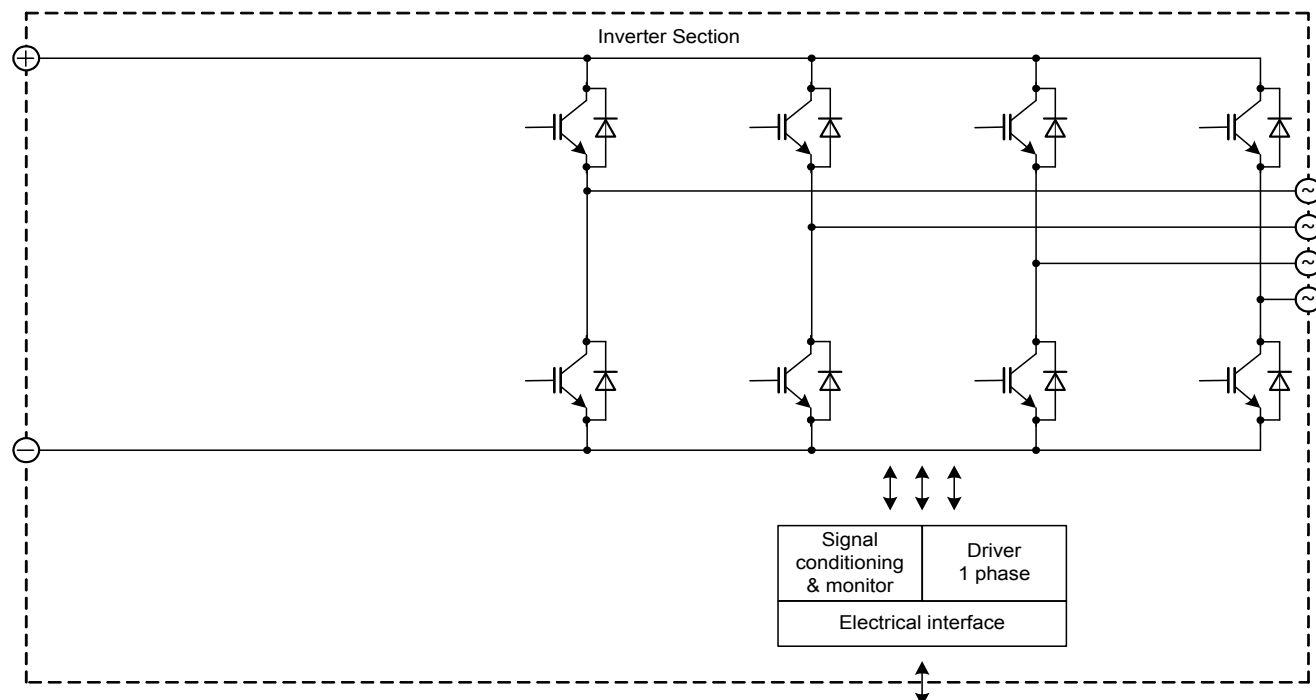 Inverter Section
+
~
~
~
~
−
Signal
conditioning
& monitor
Driver
1 phase
Electrical interface